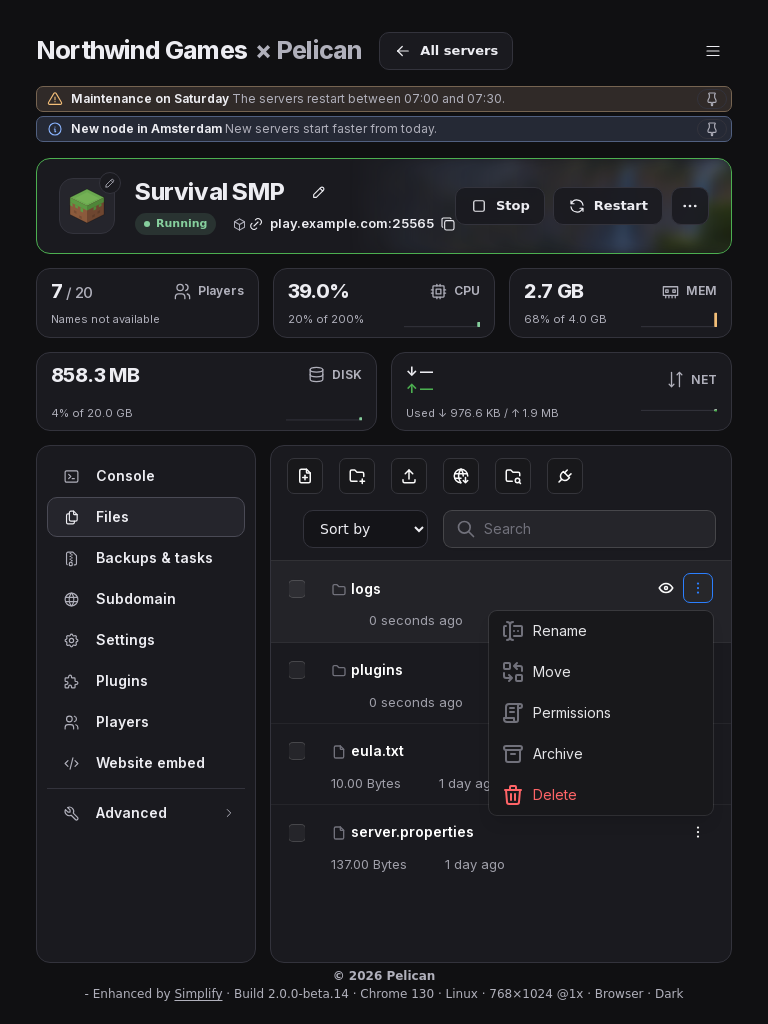 Northwind Games × Pelican
All servers
Maintenance on Saturday The servers restart between 07:00 and 07:30.
New node in Amsterdam New servers start faster from today.
Survival SMP
Running
play.example.com:25565
Stop
Restart
7 / 20
Players
Names not available
39.0%
CPU
20% of 200%
2.7 GB
MEM
68% of 4.0 GB
858.3 MB
DISK
4% of 20.0 GB
↓ —
↑ —
NET
Used ↓ 976.6 KB / ↑ 1.9 MB
Console
Files
Backups & tasks
Subdomain
Settings
Plugins
Players
Website embed
Advanced
Sort by
Search
logs
0 seconds ago
plugins
0 seconds ago
eula.txt
10.00 Bytes
1 day ag
server.properties
137.00 Bytes
1 day ago
Rename
Move
Permissions
Archive
Delete
© 2026 Pelican
- Enhanced by Simplify · Build 2.0.0-beta.14 · Chrome 130 · Linux · 768×1024 @1x · Browser · Dark